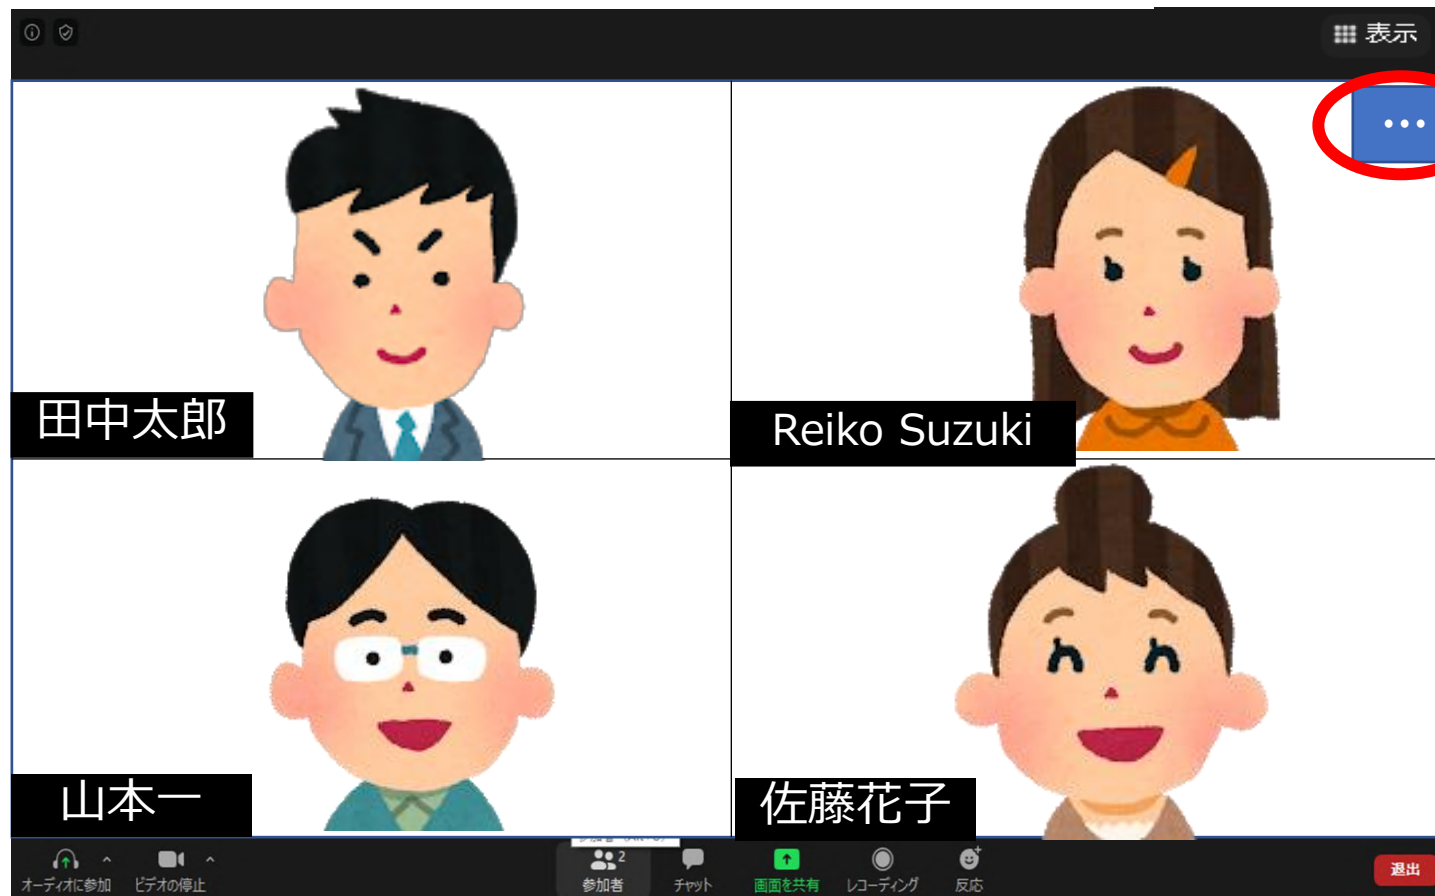 表示
...
田中太郎
Reiko Suzuki
山本一
佐藤花子
2
オーディオに参加
ビデオの停止
参加者
チャット
画面を共有
レコーディング
反応
退出